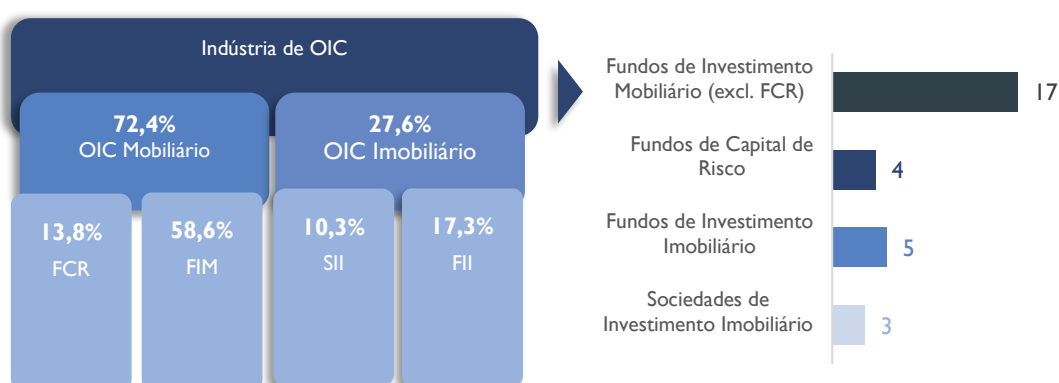 Indústria de OIC
72,4%
OIC Mobiliário
27,6%
OIC Imobiliário
13,8%
FCR
58,6%
FIM
10,3%
SII
17,3%
FII
Fundos de Investimento
Mobiliário (excl. FCR)
17
Fundos de Capital de
Risco
4
Fundos de Investimento
Imobiliário
5
Sociedades de
Investimento Imobiliário
3